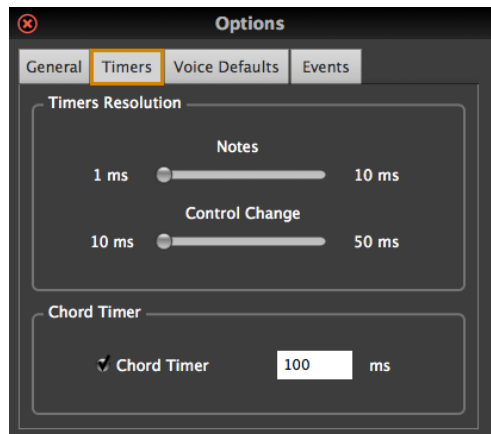 Options
General Timers Voice Defaults Events
Timers Resolution
Notes
1 ms 10 ms
Control Change
10 ms 50 ms
Chord Timer
Chord Timer 100 ms